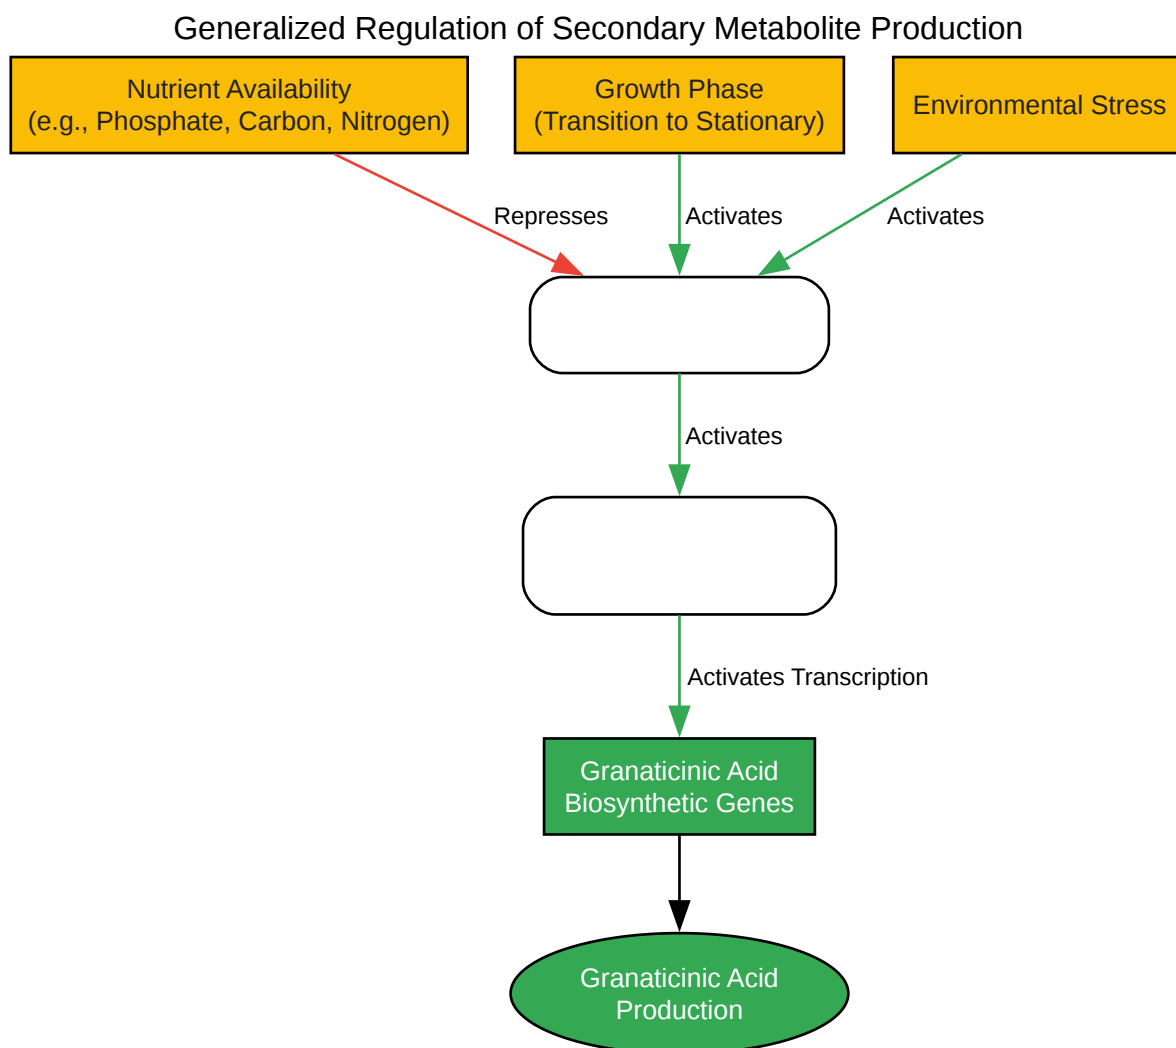 Generalized Regulation of Secondary Metabolite Production
Nutrient Availability
(e.g., Phosphate, Carbon, Nitrogen)
Growth Phase
(Transition to Stationary)
Environmental Stress
Represses
Activates
Activates
Activates
Activates Transcription
Granaticinic Acid
Biosynthetic Genes
Granaticinic Acid
Production